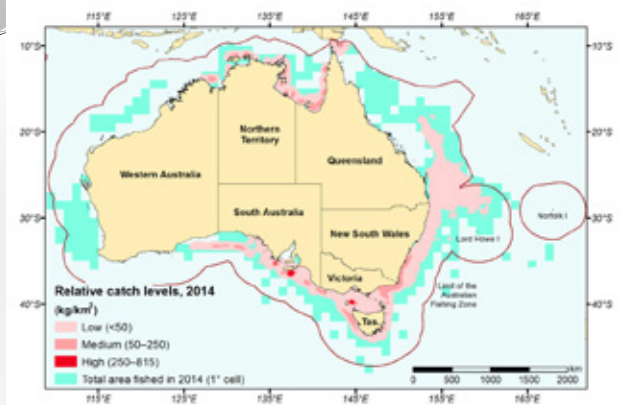 115°E 125°E 135°E 145°E 155°E 165°E
10°S 10°S
20°S 20°S
30°S 30°S
40°S 40°S
Northern
Territory
Western Australia
Queensland
South Australia
New South Wales
Victoria
Tas.
Norfolk I
Lord Howe I
Limit of the
Australian
Fishing Zone
Relative catch levels, 2014
(kg/km²)
Low (<50)
Medium (50–250)
High (250–815)
Total area fished in 2014 (1° cell)
km
0 500 1000 1500 2000
115°E 125°E 135°E 145°E 155°E 165°E